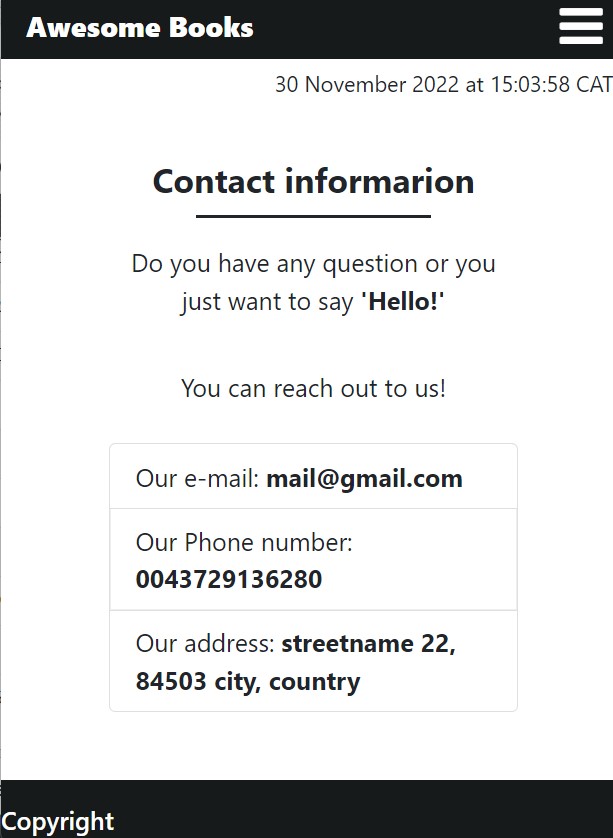 Awesome Books
30 November 2022 at 15:03:58 CAT
Contact informarion
Do you have any question or you
just want to say 'Hello!'
You can reach out to us!
Our e-mail: mail@gmail.com
Our Phone number:
0043729136280
Our address: streetname 22,
84503 city, country
Copyright